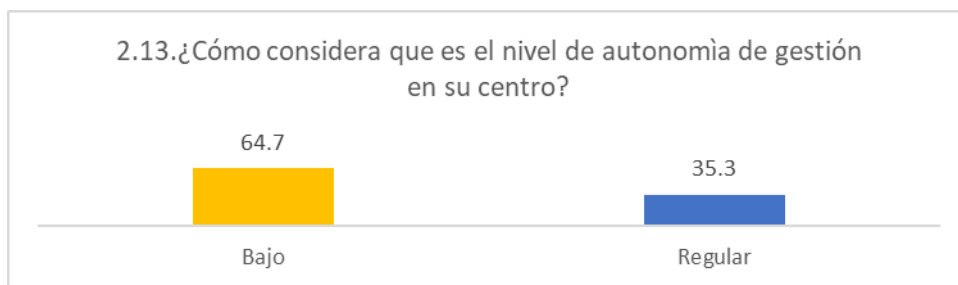 2.13.¿Cómo considera que es el nivel de autonomìa de gestión
en su centro?
64.7
35.3
Bajo
Regular